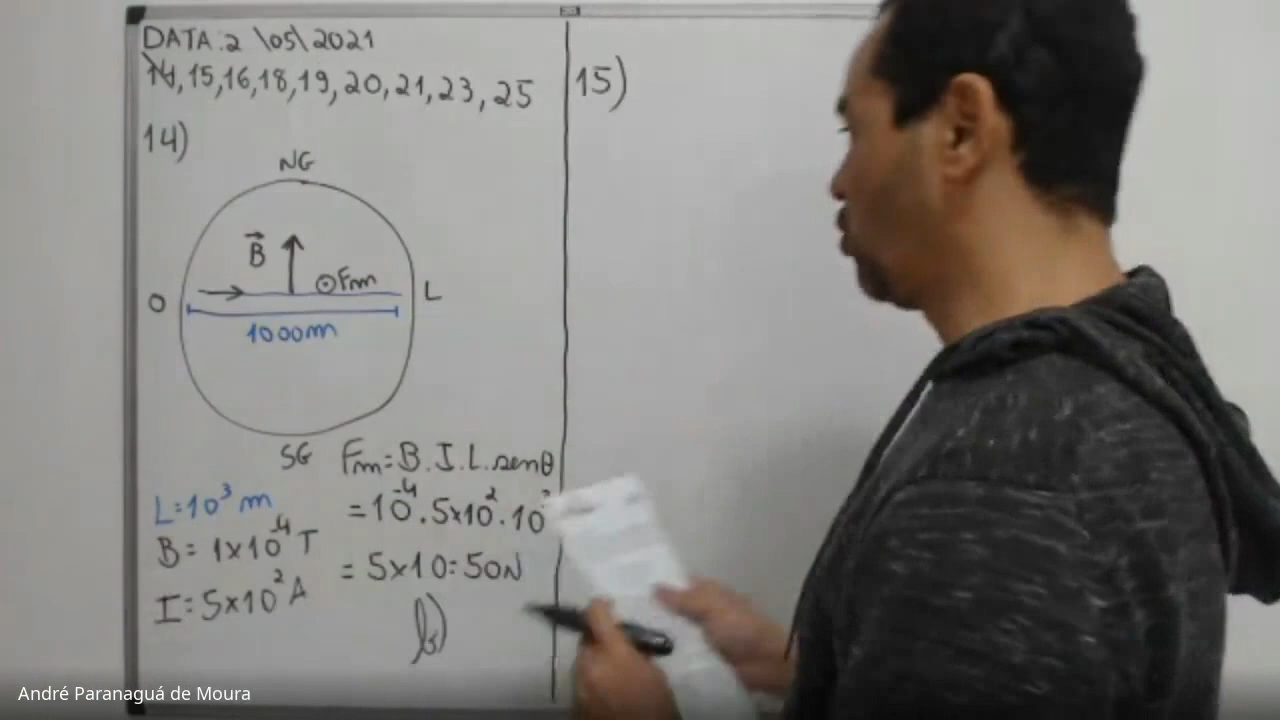 DATA: 2 \05\ 2021
14, 15, 16, 18, 19, 20, 21, 23, 25
14)
NG
B
Fm
O
L
1000m
SG
L=10³ m
B = 1x10⁻⁴ T
I = 5x10² A
Fm = B.I.L.senθ
= 10⁻⁴.5x10².10³
= 5x10 = 50N
b)
15)
André Paranaguá de Moura